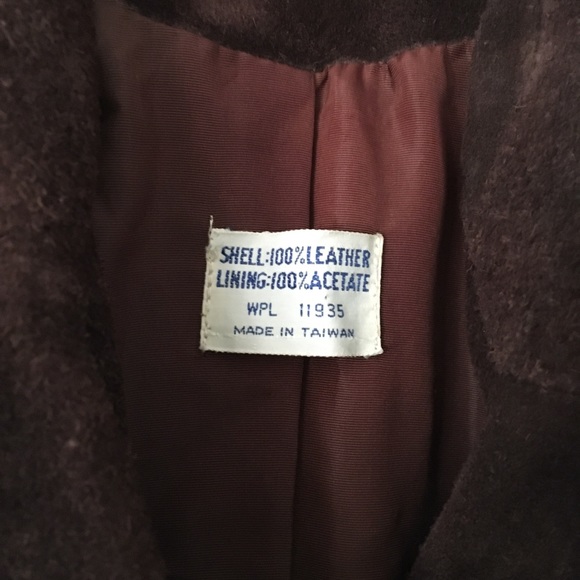 SHELL:100%LEATHER
LINING:100%ACETATE
WPL 11935
MADE IN TAIWAN